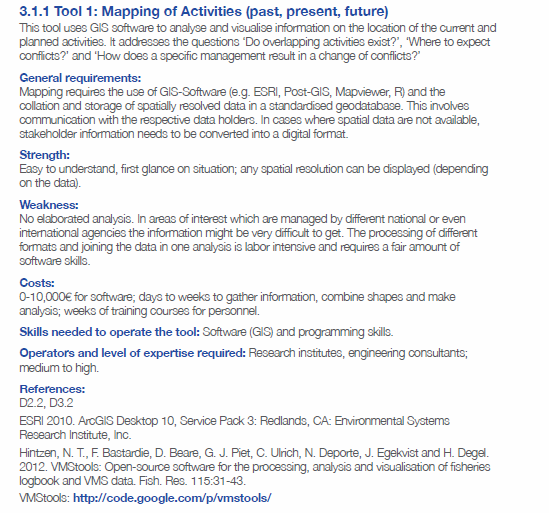 3.1.1 Tool 1: Mapping of Activities (past, present, future)
This tool uses GIS software to analyse and visualise information on the location of the current and
planned activities. It addresses the questions ‘Do overlapping activities exist?’, ‘Where to expect
conflicts?’ and ‘How does a specific management result in a change of conflicts?’
General requirements:
Mapping requires the use of GIS-Software (e.g. ESRI, Post-GIS, Mapviewer, R) and the
collation and storage of spatially resolved data in a standardised geodatabase. This involves
communication with the respective data holders. In cases where spatial data are not available,
stakeholder information needs to be converted into a digital format.
Strength:
Easy to understand, first glance on situation; any spatial resolution can be displayed (depending
on the data).
Weakness:
No elaborated analysis. In areas of interest which are managed by different national or even
international agencies the information might be very difficult to get. The processing of different
formats and joining the data in one analysis is labor intensive and requires a fair amount of
software skills.
Costs:
0-10,000€ for software; days to weeks to gather information, combine shapes and make
analysis; weeks of training courses for personnel.
Skills needed to operate the tool: Software (GIS) and programming skills.
Operators and level of expertise required: Research institutes, engineering consultants;
medium to high.
References:
D2.2, D3.2
ESRI 2010. ArcGIS Desktop 10, Service Pack 3: Redlands, CA: Environmental Systems
Research Institute, Inc.
Hintzen, N. T., F. Bastardie, D. Beare, G. J. Piet, C. Ulrich, N. Deporte, J. Egekvist and H. Degel.
2012. VMStools: Open-source software for the processing, analysis and visualisation of fisheries
logbook and VMS data. Fish. Res. 115:31-43.
VMStools: http://code.google.com/p/vmstools/